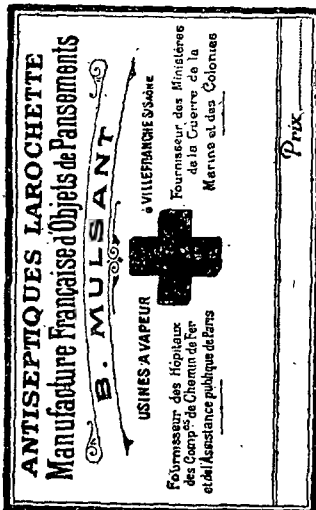 ANTISEPTIQUES LAROCHETTE
Manufacture Française d'Objets de Pansements
B. MULSANT
USINES A VAPEUR
à VILLEFRANCHE S/SAÔNE
Fournisseur des Hôpitaux
des Comp^es de Chemin de Fer
et de l'Assistance publique de Paris
Fournisseur des Ministères
de la Guerre de la
Marine et des Colonies
Prix